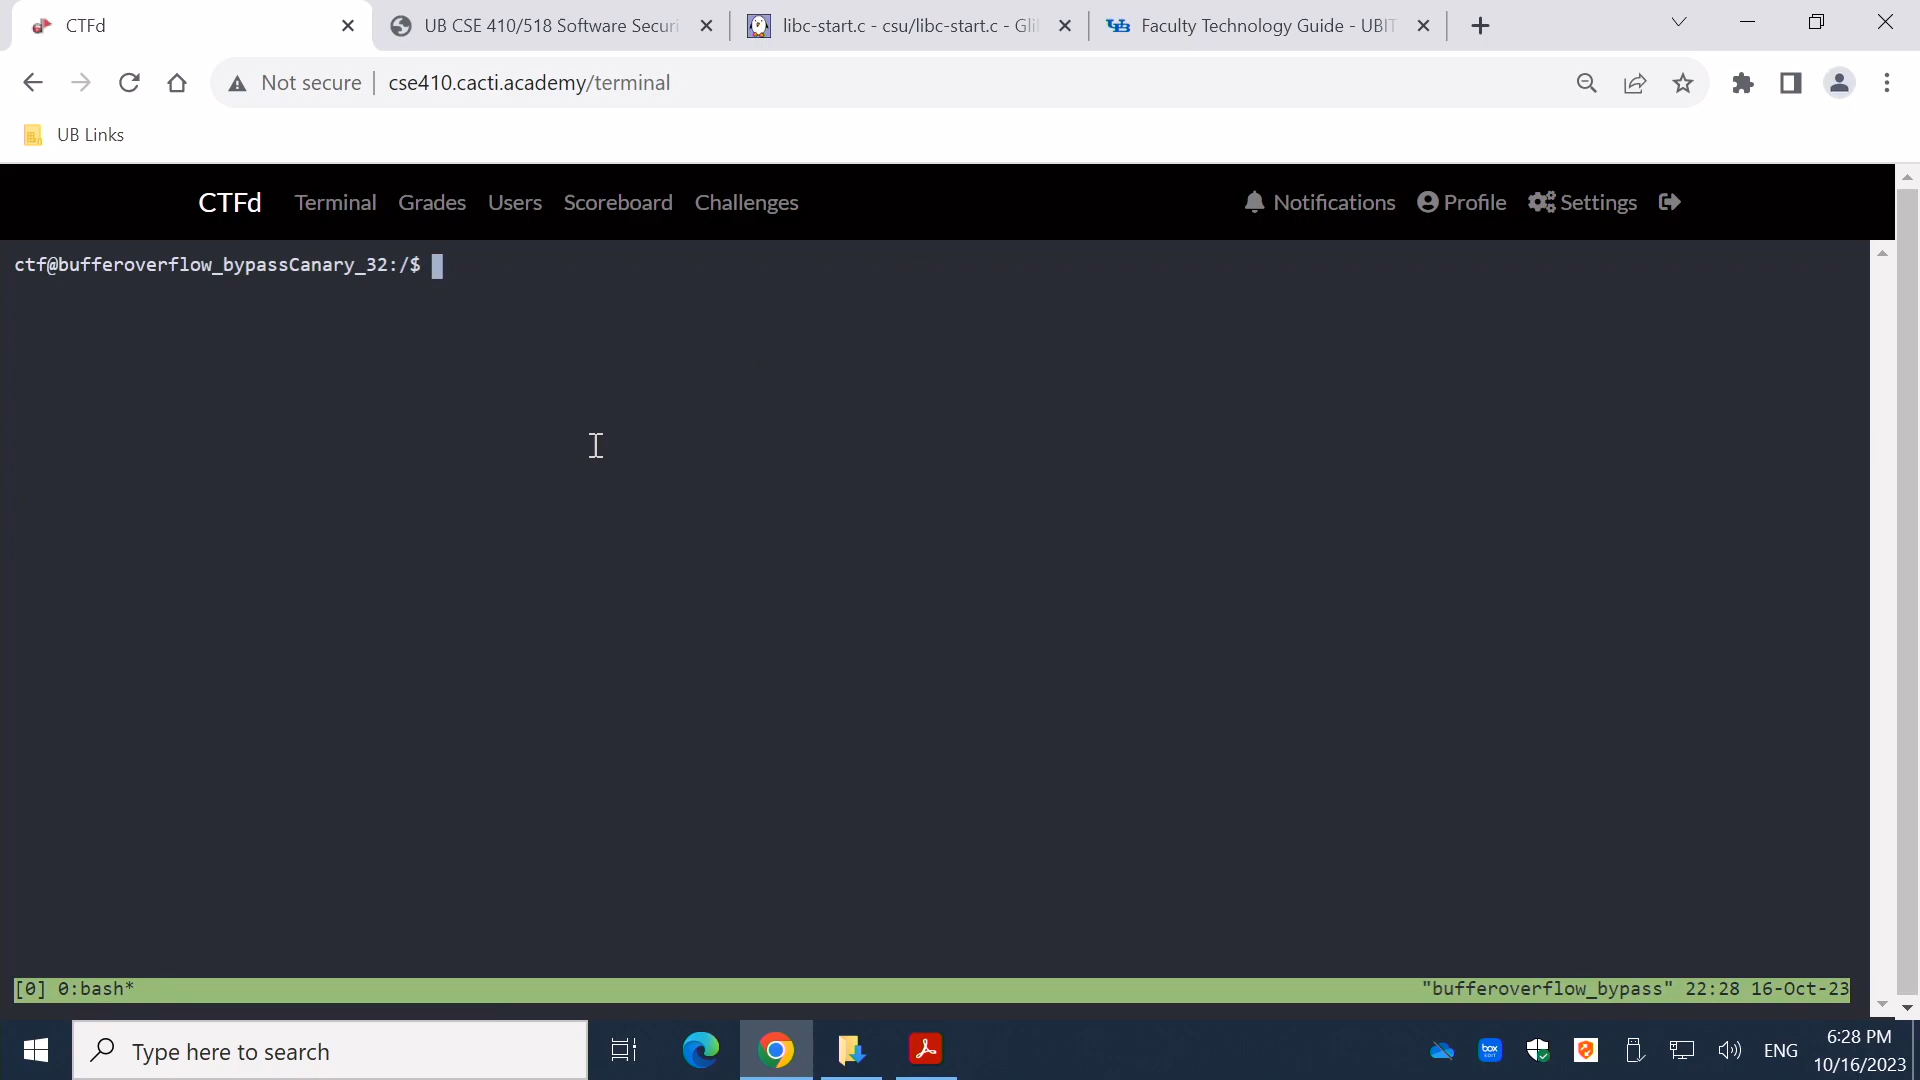 CTFd
UB CSE 410/518 Software Securi
libc-start.c - csu/libc-start.c - Gli
Faculty Technology Guide - UBIT
Not secure
cse410.cacti.academy/terminal
UB Links
CTFd Terminal Grades Users Scoreboard Challenges Notifications Profile Settings
ctf@bufferoverflow_bypassCanary_32:/$
[0] 0:bash* "bufferoverflow_bypass" 22:28 16-Oct-23
Type here to search
box
ENG
6:28 PM
10/16/2023